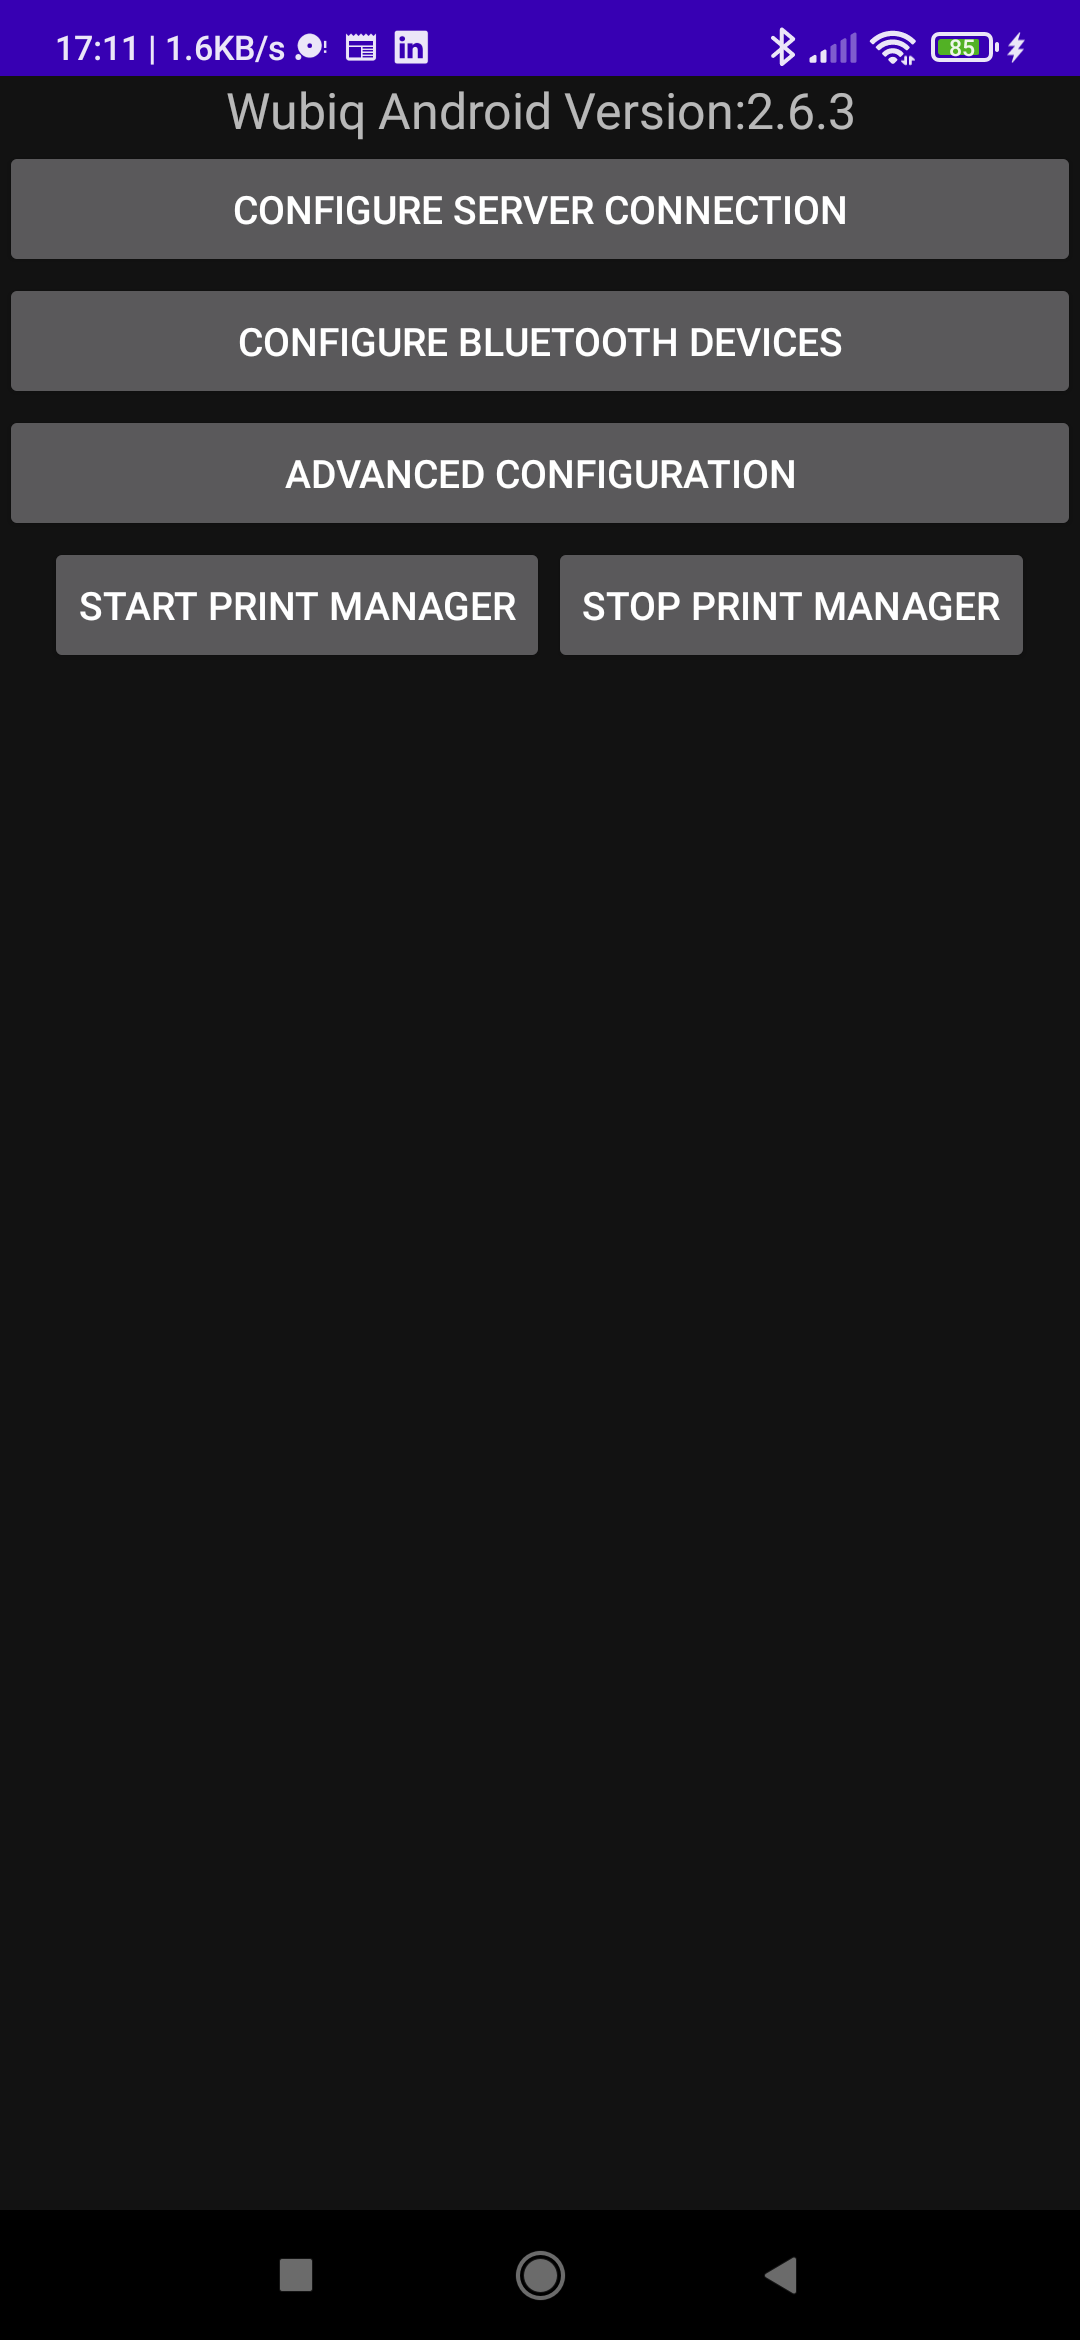 17:11 | 1.6KB/s
85
Wubiq Android Version:2.6.3
CONFIGURE SERVER CONNECTION
CONFIGURE BLUETOOTH DEVICES
ADVANCED CONFIGURATION
START PRINT MANAGER STOP PRINT MANAGER